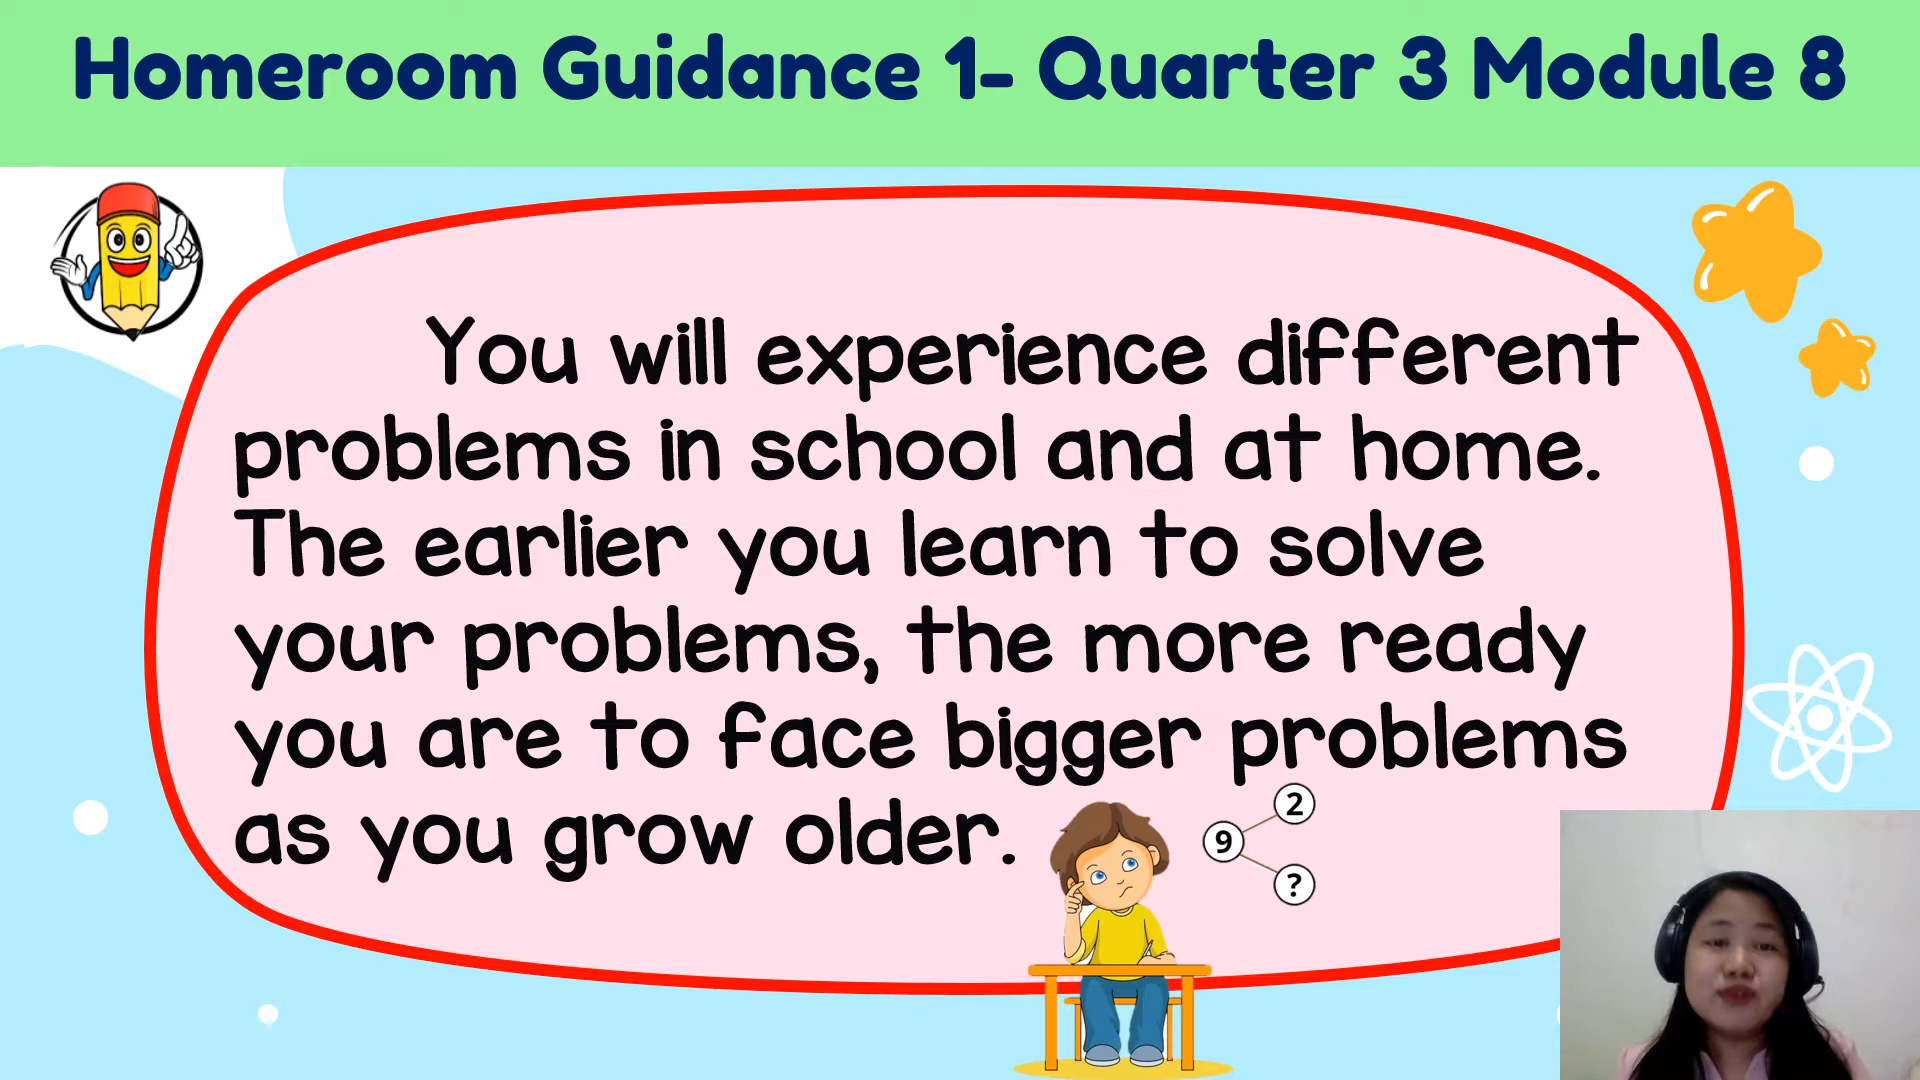 Homeroom Guidance 1- Quarter 3 Module 8
You will experience different
problems in school and at home.
The earlier you learn to solve
your problems, the more ready
you are to face bigger problems
as you grow older.
2
9
?